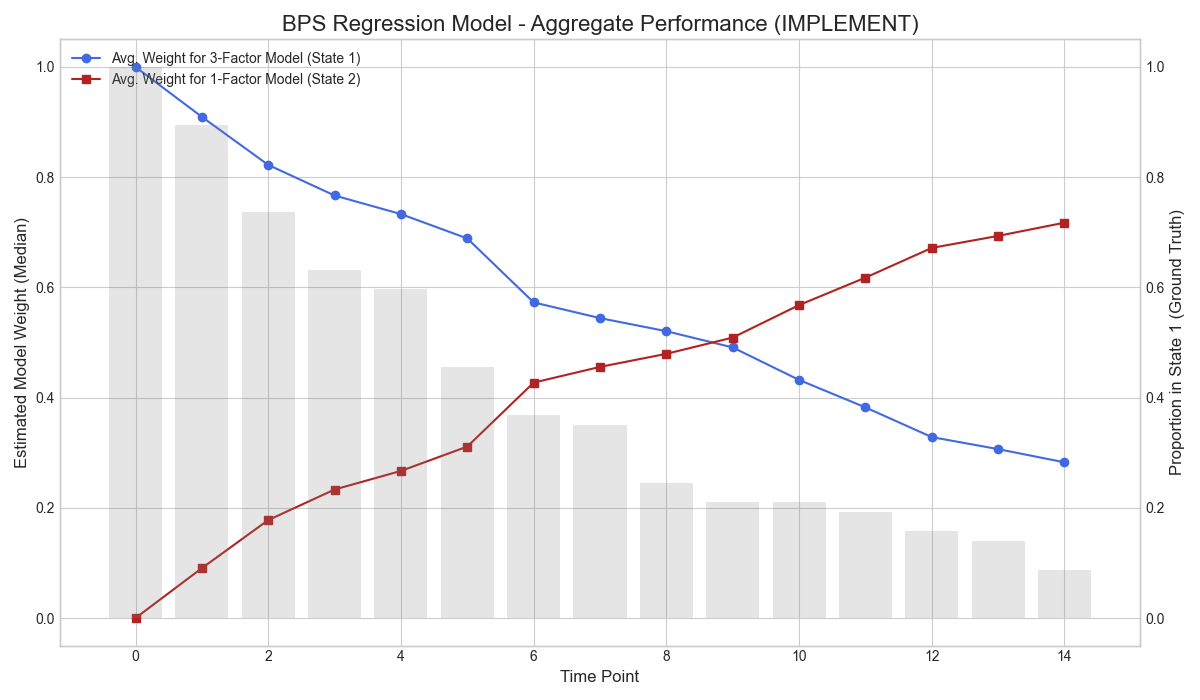 BPS Regression Model - Aggregate Performance (IMPLEMENT)
Avg. Weight for 3-Factor Model (State 1)
Avg. Weight for 1-Factor Model (State 2)
Estimated Model Weight (Median)
1.0
0.8
0.6
0.4
0.2
0.0
1.0
0.8
0.6
0.4
0.2
0.0
Proportion in State 1 (Ground Truth)
0 2 4 6 8 10 12 14
Time Point